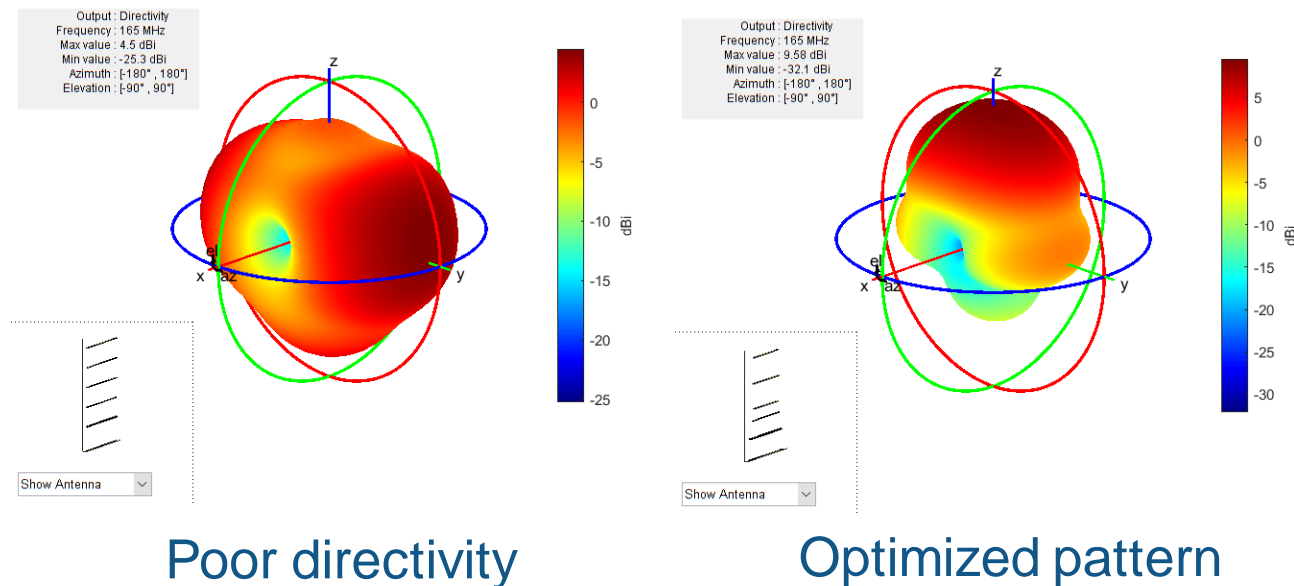 Output : Directivity
Frequency : 165 MHz
Max value : 4.5 dBi
Min value : -25.3 dBi
Azimuth : [-180° , 180°]
Elevation : [-90° , 90°]
z
0
-5
-10
-15
-20
-25
dBi
el
x
az
y
Show Antenna
Poor directivity
Output : Directivity
Frequency : 165 MHz
Max value : 9.58 dBi
Min value : -32.1 dBi
Azimuth : [-180° , 180°]
Elevation : [-90° , 90°]
z
5
0
-5
-10
-15
-20
-25
-30
dBi
el
x
az
y
Show Antenna
Optimized pattern